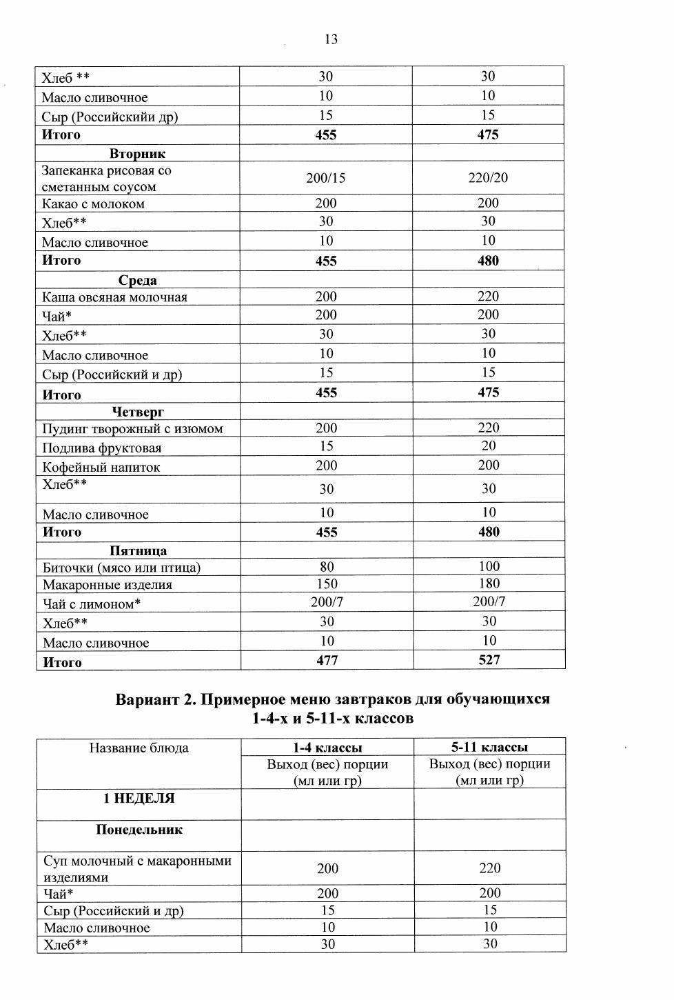 13
Хлеб ** 30 30
Масло сливочное 10 10
Сыр (Российскийи др) 15 15
Итого 455 475
Вторник
Запеканка рисовая со
сметанным соусом 200/15 220/20
Какао с молоком 200 200
Хлеб** 30 30
Масло сливочное 10 10
Итого 455 480
Среда
Каша овсяная молочная 200 220
Чай* 200 200
Хлеб** 30 30
Масло сливочное 10 10
Сыр (Российский и др) 15 15
Итого 455 475
Четверг
Пудинг творожный с изюмом 200 220
Подлива фруктовая 15 20
Кофейный напиток 200 200
Хлеб** 30 30
Масло сливочное 10 10
Итого 455 480
Пятница
Биточки (мясо или птица) 80 100
Макаронные изделия 150 180
Чай с лимоном* 200/7 200/7
Хлеб** 30 30
Масло сливочное 10 10
Итого 477 527
Вариант 2. Примерное меню завтраков для обучающихся
1-4-х и 5-11-х классов
Название блюда 1-4 классы 5-11 классы
Выход (вес) порции Выход (вес) порции
(мл или гр) (мл или гр)
1 НЕДЕЛЯ
Понедельник
Суп молочный с макаронными
изделиями 200 220
Чай* 200 200
Сыр (Российский и др) 15 15
Масло сливочное 10 10
Хлеб** 30 30